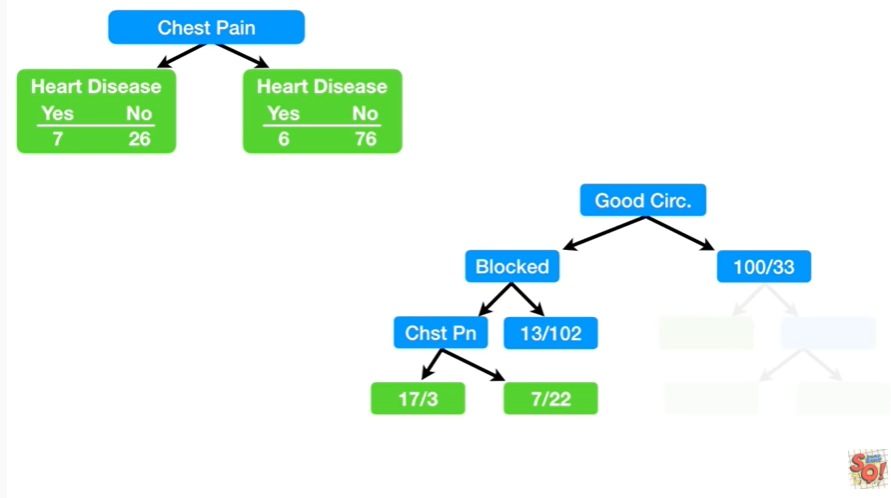 Chest Pain
Heart Disease
Yes No
7 26
Heart Disease
Yes No
6 76
Good Circ.
Blocked
100/33
Chst Pn
13/102
17/3
7/22
SQ!